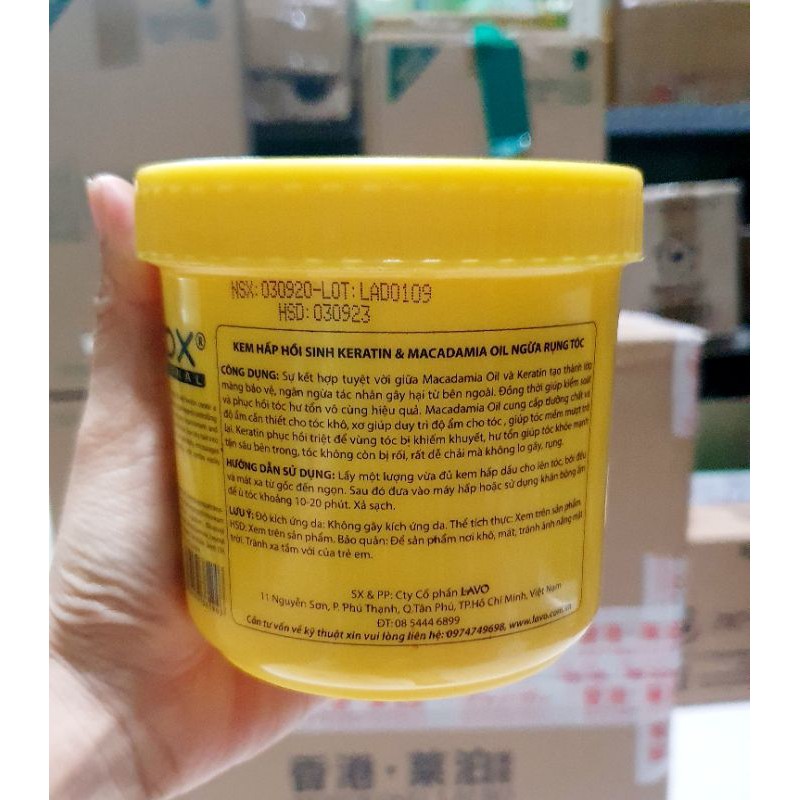 NSX: 030920-LOT: LAD0109
HSD: 030923
OX®
KEM HẤP HỒI SINH KERATIN & MACADAMIA OIL NGỪA RỤNG TÓC
CÔNG DỤNG: Sự kết hợp tuyệt vời giữa Macadamia Oil và Keratin tạo thành lớp
màng bảo vệ, ngăn ngừa tác nhân gây hại từ bên ngoài. Đồng thời giúp kiểm soát
và phục hồi tóc hư tổn vô cùng hiệu quả. Macadamia Oil cung cấp dưỡng chất và
độ ẩm cần thiết cho tóc khô, xơ giúp duy trì độ ẩm cho tóc, giúp tóc mềm mượt trở
lại. Keratin phục hồi triệt để vùng tóc bị khiếm khuyết, hư tổn giúp tóc khỏe mạnh
tận sâu bên trong, tóc không còn bị rối, rất dễ chải mà không lo gãy, rụng.
HƯỚNG DẪN SỬ DỤNG: Lấy một lượng vừa đủ kem hấp dầu cho lên tóc, bới đều
và mát xa từ gốc đến ngọn. Sau đó đưa vào máy hấp hoặc sử dụng khăn bông ấm
để ủ tóc khoảng 10-20 phút. Xả sạch.
LƯU Ý: Độ kích ứng da: Không gây kích ứng da. Thể tích thực: Xem trên sản phẩm.
HSD: Xem trên sản phẩm. Bảo quản: Để sản phẩm nơi khô, mát, tránh ánh nắng mặt
trời. Tránh xa tầm với của trẻ em.
SX & PP: Cty Cổ phần LAVO
11 Nguyễn Sơn, P. Phú Thạnh, Q.Tân Phú, TP.Hồ Chí Minh, Việt Nam
ĐT: 08 5444 6899
Cần tư vấn về kỹ thuật xin vui lòng liên hệ: 0974749698, www.lavo.com.vn
香港·莱泊